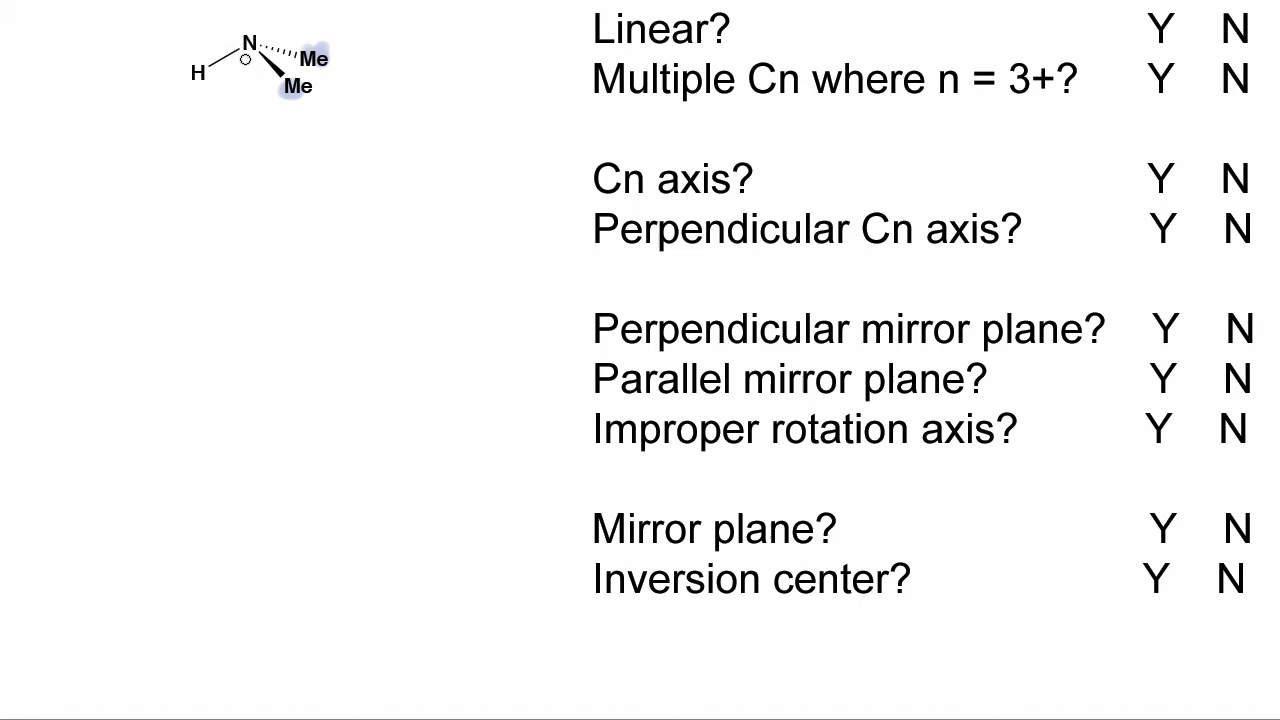 N
H
Me
Me
Linear? Y N
Multiple Cn where n = 3+? Y N
Cn axis? Y N
Perpendicular Cn axis? Y N
Perpendicular mirror plane? Y N
Parallel mirror plane? Y N
Improper rotation axis? Y N
Mirror plane? Y N
Inversion center? Y N